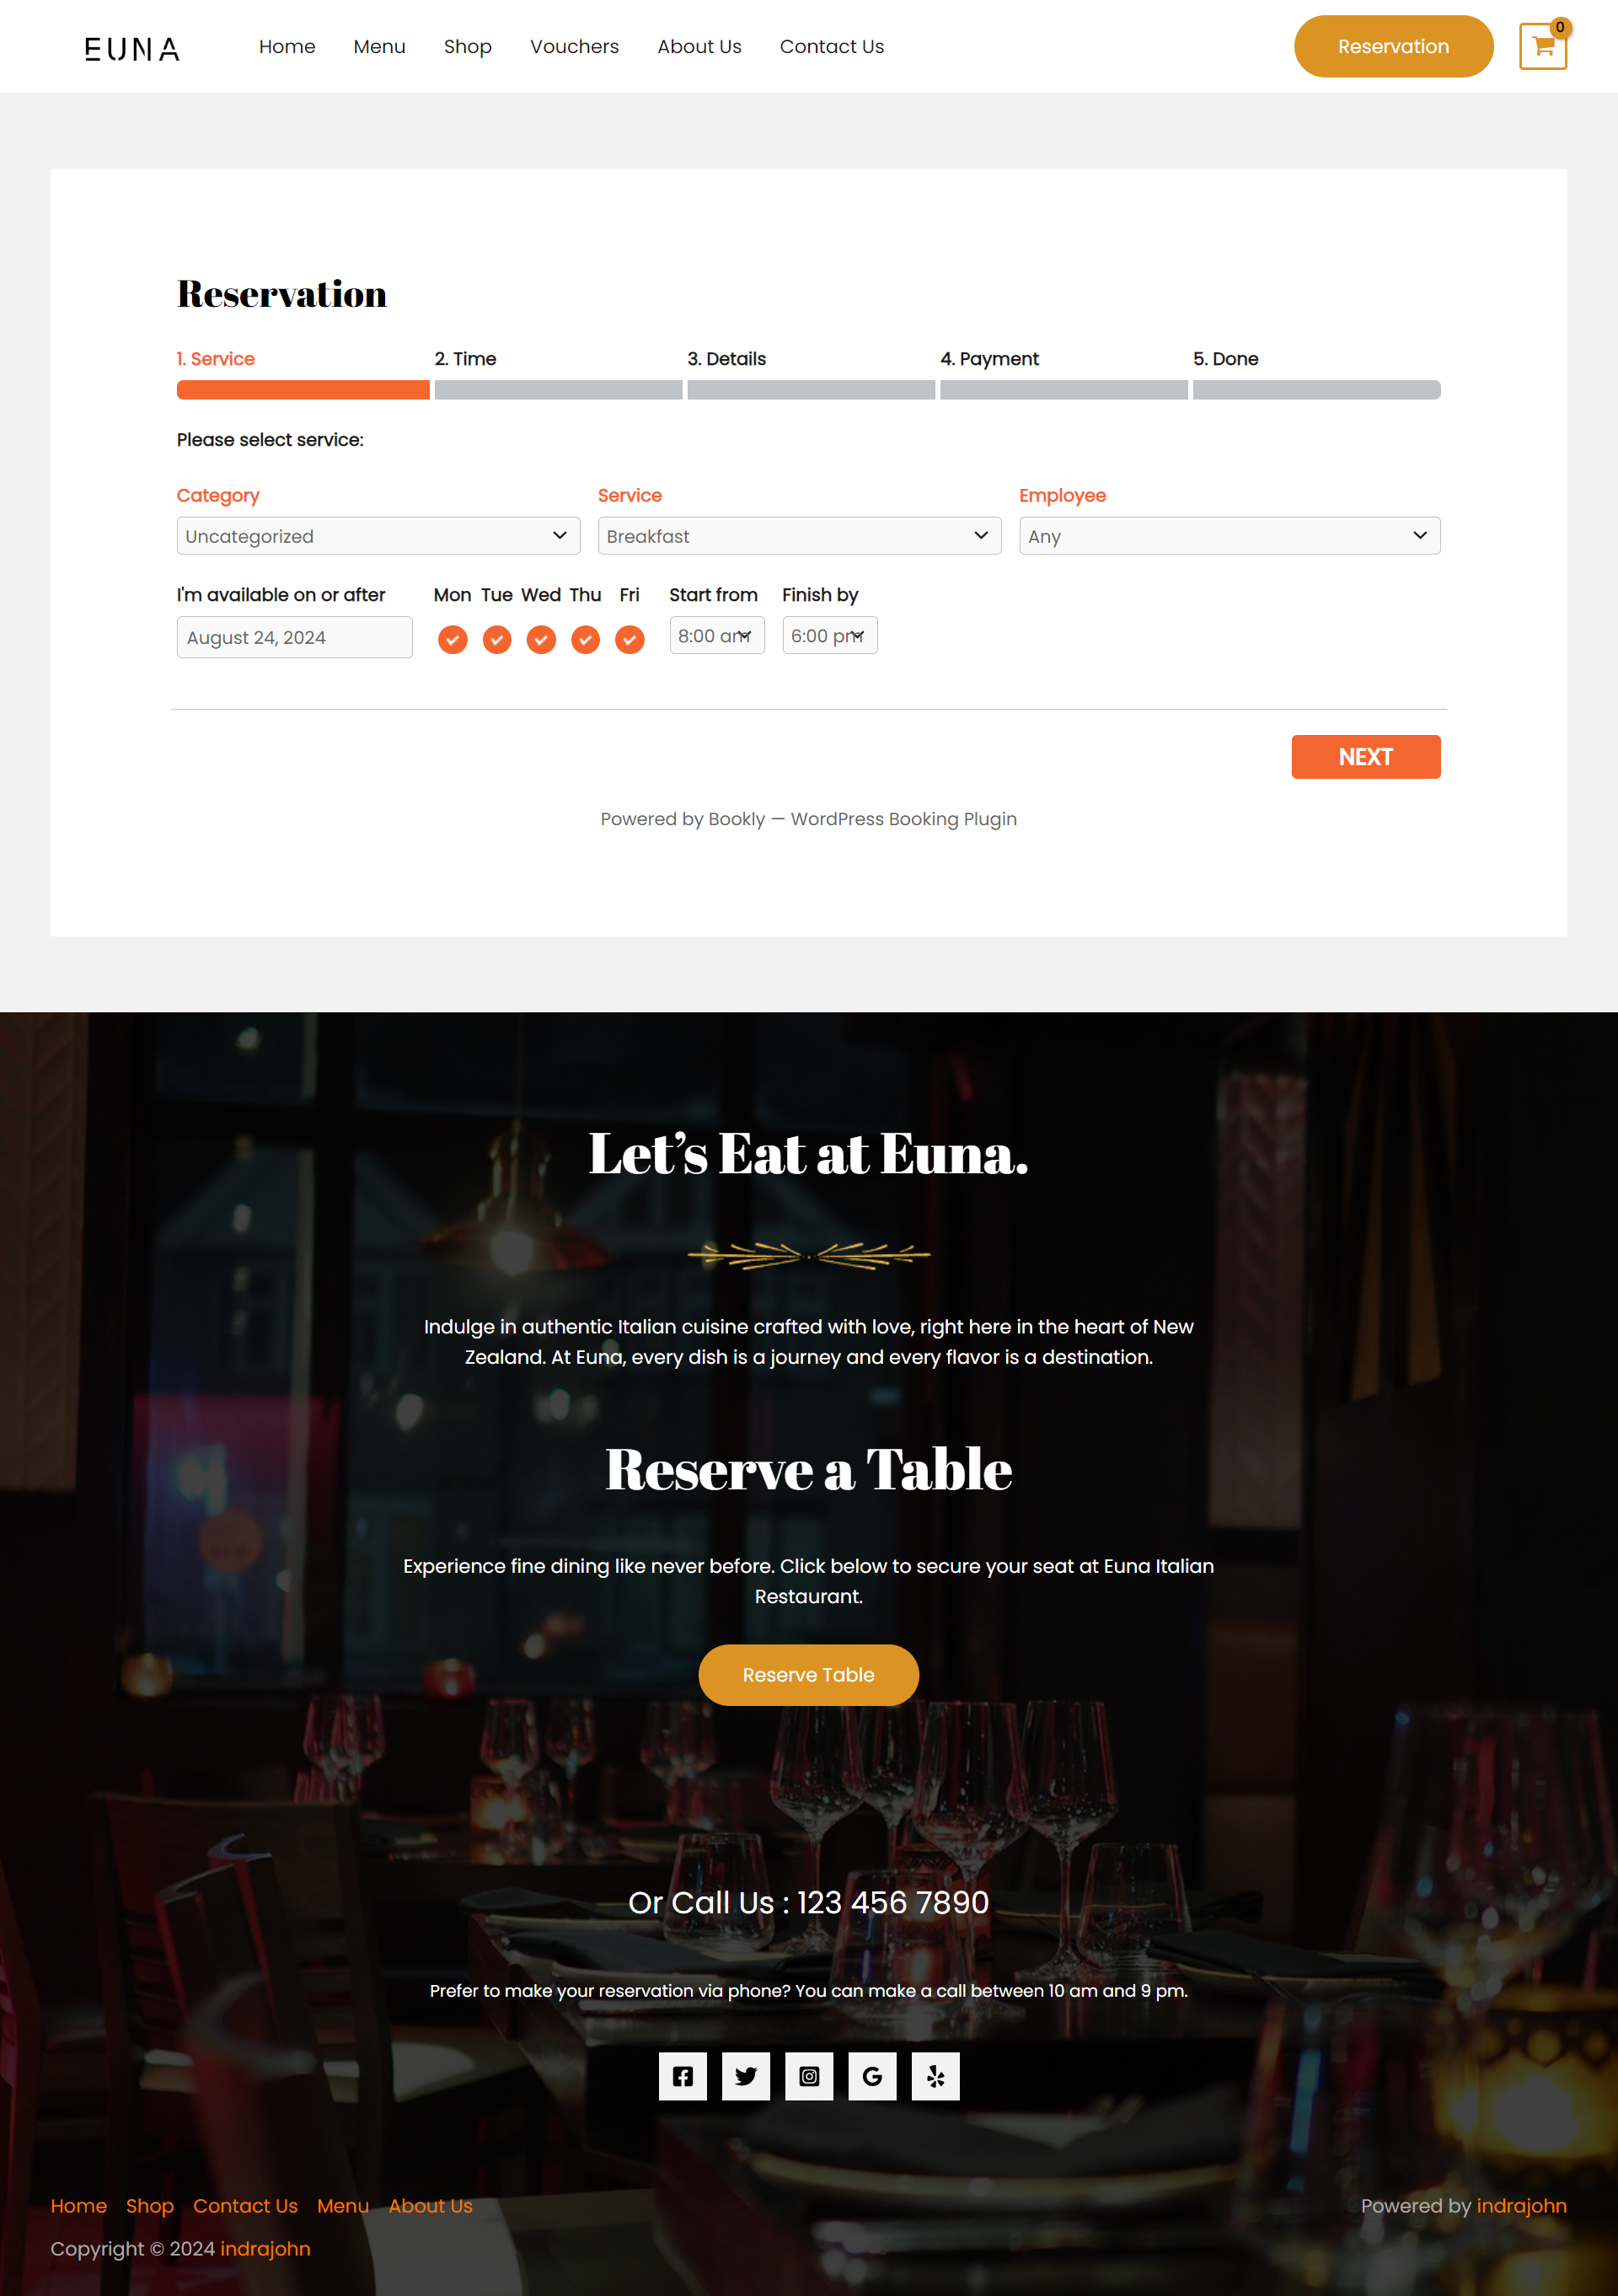 EUNA
Home Menu Shop Vouchers About Us Contact Us
Reservation
0
Reservation
1. Service 2. Time 3. Details 4. Payment 5. Done
Please select service:
Category Service Employee
Uncategorized Breakfast Any
I'm available on or after Mon Tue Wed Thu Fri Start from Finish by
August 24, 2024 8:00 am 6:00 pm
NEXT
Powered by Bookly — WordPress Booking Plugin
Let’s Eat at Euna.
Indulge in authentic Italian cuisine crafted with love, right here in the heart of New
Zealand. At Euna, every dish is a journey and every flavor is a destination.
Reserve a Table
Experience fine dining like never before. Click below to secure your seat at Euna Italian
Restaurant.
Reserve Table
Or Call Us : 123 456 7890
Prefer to make your reservation via phone? You can make a call between 10 am and 9 pm.
Home Shop Contact Us Menu About Us
Powered by indrajohn
Copyright © 2024 indrajohn